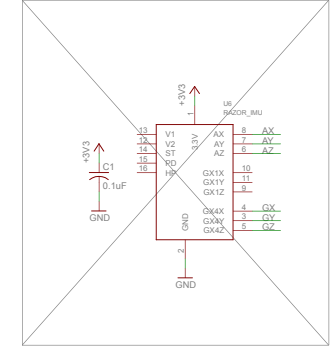 +3V3
U6
RAZOR_IMU
1
3.3V
13 V1
12 V2
14 ST
15 PD
16 HP
AX 8 AX
AY 7 AY
AZ 6 AZ
GX1X 10
GX1Y 11
GX1Z 9
GX4X 4 GX
GX4Y 3 GY
GX4Z 5 GZ
GND
2
GND
+3V3
C1
0.1uF
GND